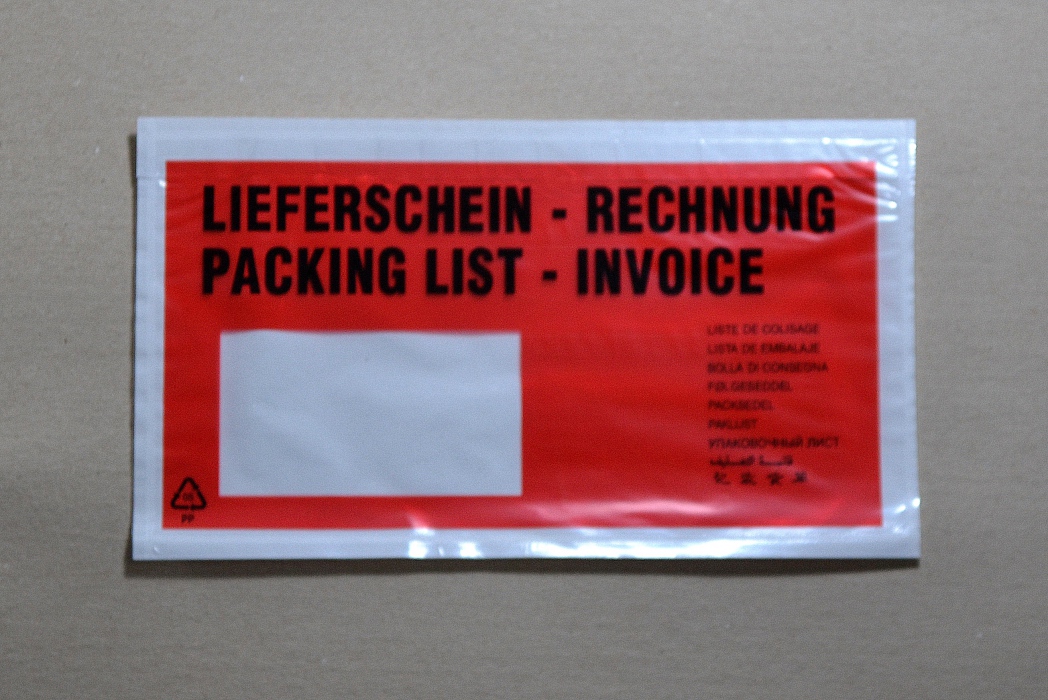 LIEFERSCHEIN - RECHNUNG
PACKING LIST - INVOICE
LISTE DE COLISAGE
LISTA DE EMBALAJE
BOLLA DI CONSEGNA
FØLGESEDDEL
PACKSEDEL
PAKLIJST
УПАКОВОЧНЫЙ ЛИСТ
PP